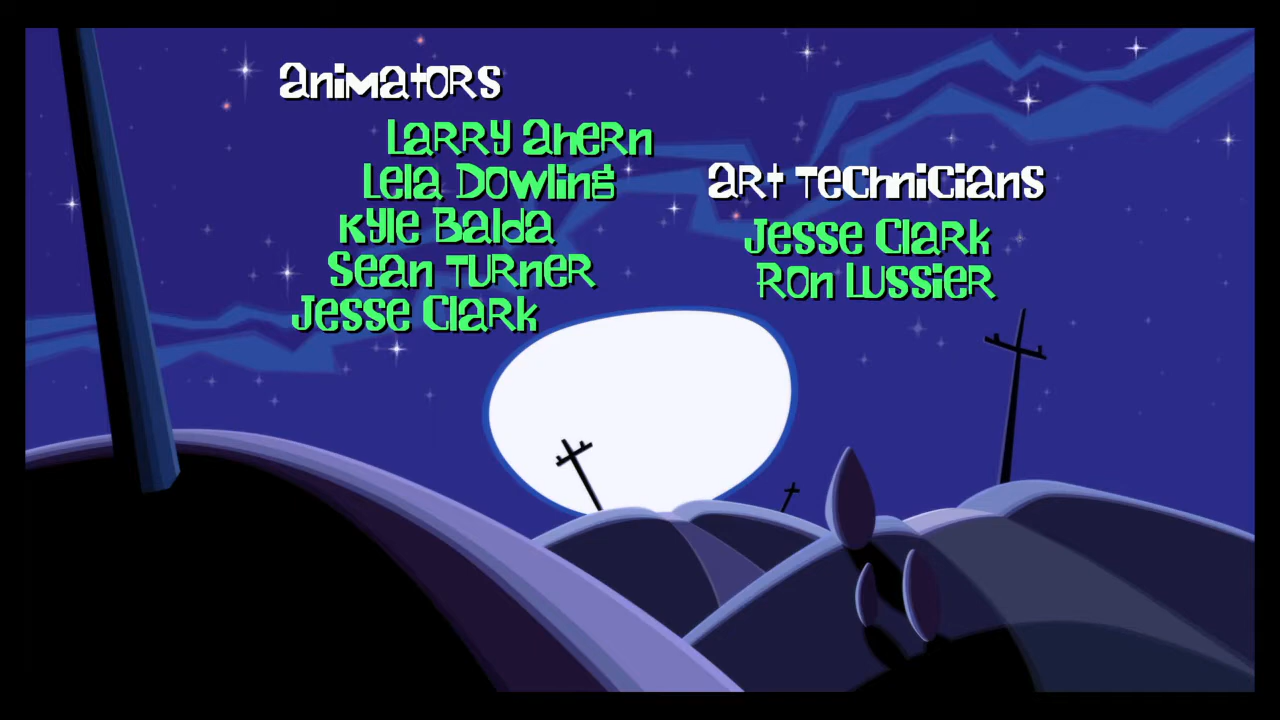 animators
Larry Ahern
Lela Dowling
Kyle Balda
Sean Turner
Jesse Clark
Art Technicians
Jesse Clark
Ron Lussier